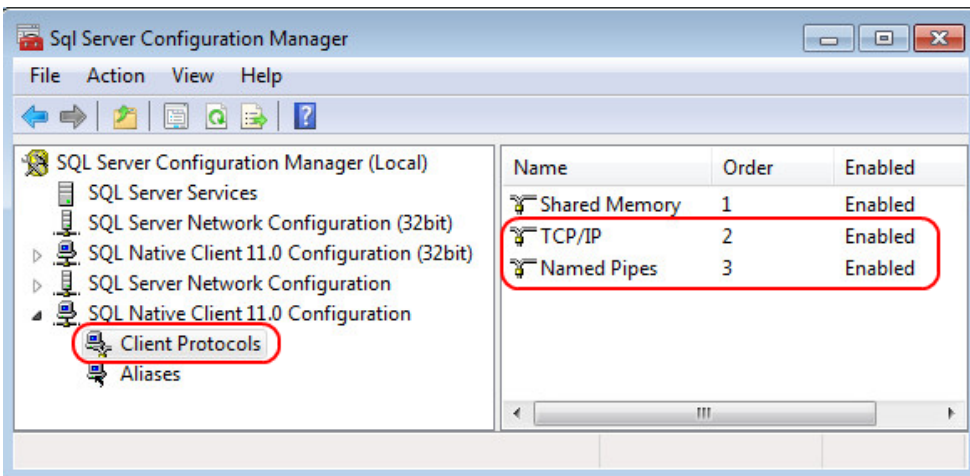 Sql Server Configuration Manager
File Action View Help
SQL Server Configuration Manager (Local)
SQL Server Services
SQL Server Network Configuration (32bit)
SQL Native Client 11.0 Configuration (32bit)
SQL Server Network Configuration
SQL Native Client 11.0 Configuration
Client Protocols
Aliases
Name Order Enabled
Shared Memory 1 Enabled
TCP/IP 2 Enabled
Named Pipes 3 Enabled